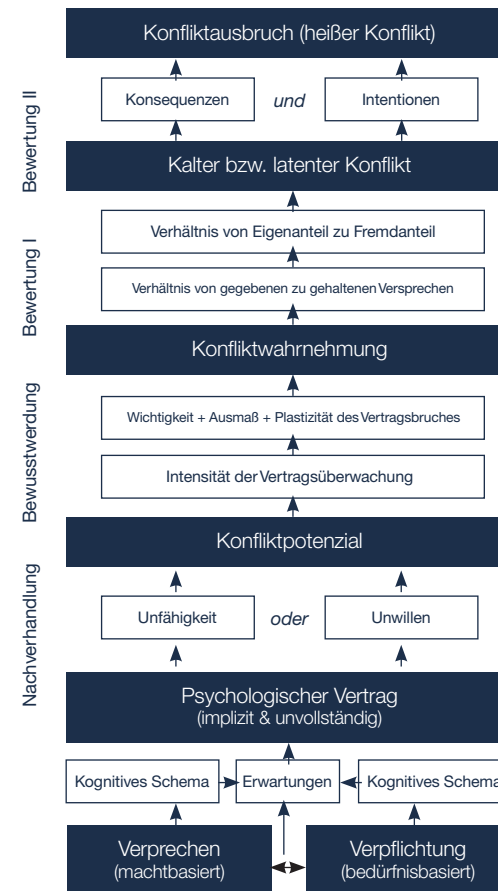 Konfliktausbruch (heißer Konflikt)
Konsequenzen
und
Intentionen
Bewertung II
Kalter bzw. latenter Konflikt
Verhältnis von Eigenanteil zu Fremdanteil
Bewertung I
Verhältnis von gegebenen zu gehaltenen Versprechen
Konfliktwahrnehmung
Wichtigkeit + Ausmaß + Plastizität des Vertragsbruches
Bewusstwerdung
Intensität der Vertragsüberwachung
Konfliktpotenzial
Unfähigkeit
oder
Unwillen
Nachverhandlung
Psychologischer Vertrag
(implizit & unvollständig)
Kognitives Schema
Erwartungen
Kognitives Schema
Verprechen
(machtbasiert)
Verpflichtung
(bedürfnisbasiert)